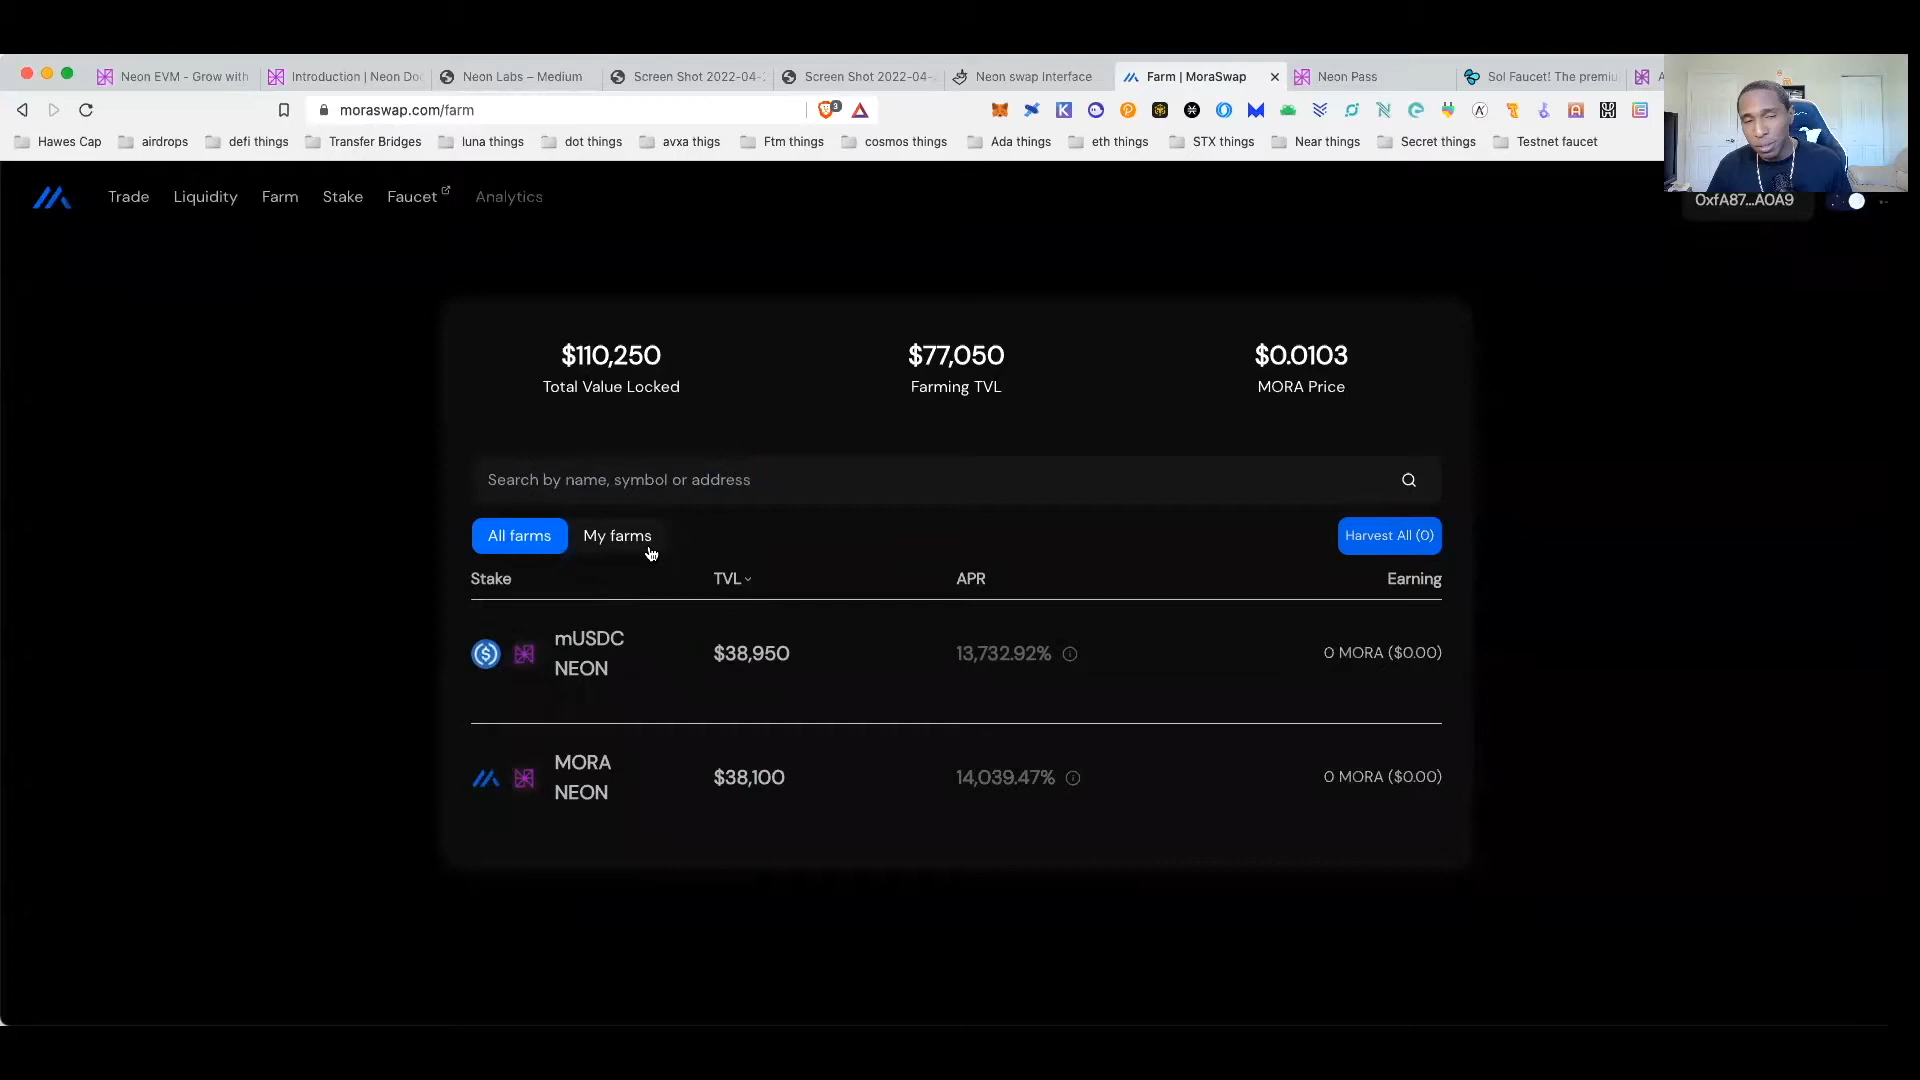 Neon EVM - Grow with
Introduction | Neon Do
Neon Labs – Medium
Screen Shot 2022-04-
Screen Shot 2022-04-
Neon swap Interface
Farm | MoraSwap
Neon Pass
Sol Faucet! The premiu
moraswap.com/farm
3
Hawes Cap
airdrops
defi things
Transfer Bridges
luna things
dot things
avxa thigs
Ftm things
cosmos things
Ada things
eth things
STX things
Near things
Secret things
Testnet faucet
Trade
Liquidity
Farm
Stake
Faucet
Analytics
0xfA87...A0A9
$110,250
Total Value Locked
$77,050
Farming TVL
$0.0103
MORA Price
Search by name, symbol or address
All farms
My farms
Harvest All (0)
Stake
TVL
APR
Earning
mUSDC
NEON
$38,950
13,732.92%
0 MORA ($0.00)
MORA
NEON
$38,100
14,039.47%
0 MORA ($0.00)